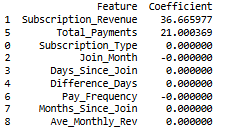 Feature Coefficient
1 Subscription_Revenue 36.665977
5 Total_Payments 21.000369
0 Subscription_Type 0.000000
2 Join_Month -0.000000
3 Days_Since_Join 0.000000
4 Difference_Days 0.000000
6 Pay_Frequency -0.000000
7 Months_Since_Join 0.000000
8 Ave_Monthly_Rev 0.000000